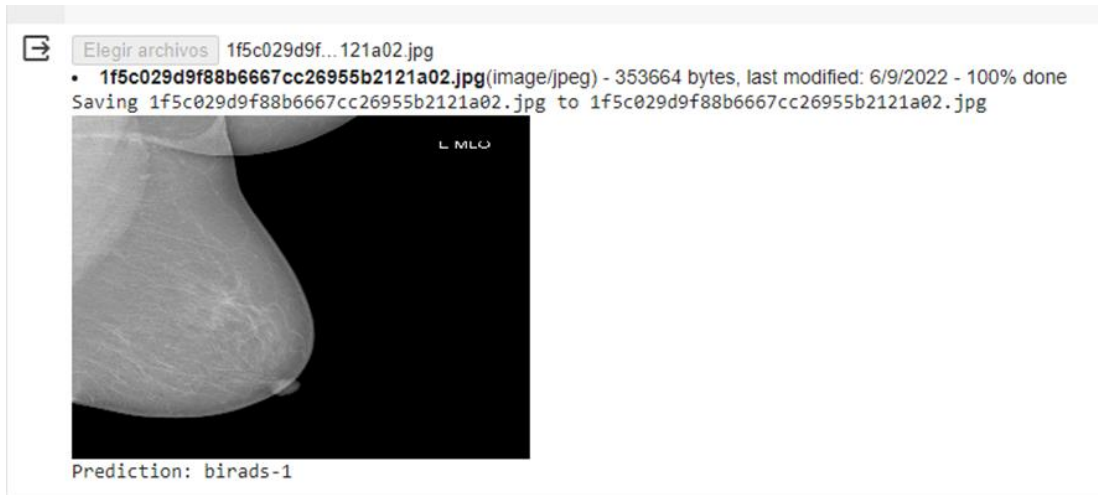 Elegir archivos 1f5c029d9f...121a02.jpg
• 1f5c029d9f88b6667cc26955b2121a02.jpg(image/jpeg) - 353664 bytes, last modified: 6/9/2022 - 100% done
Saving 1f5c029d9f88b6667cc26955b2121a02.jpg to 1f5c029d9f88b6667cc26955b2121a02.jpg
L MLO
Prediction: birads-1